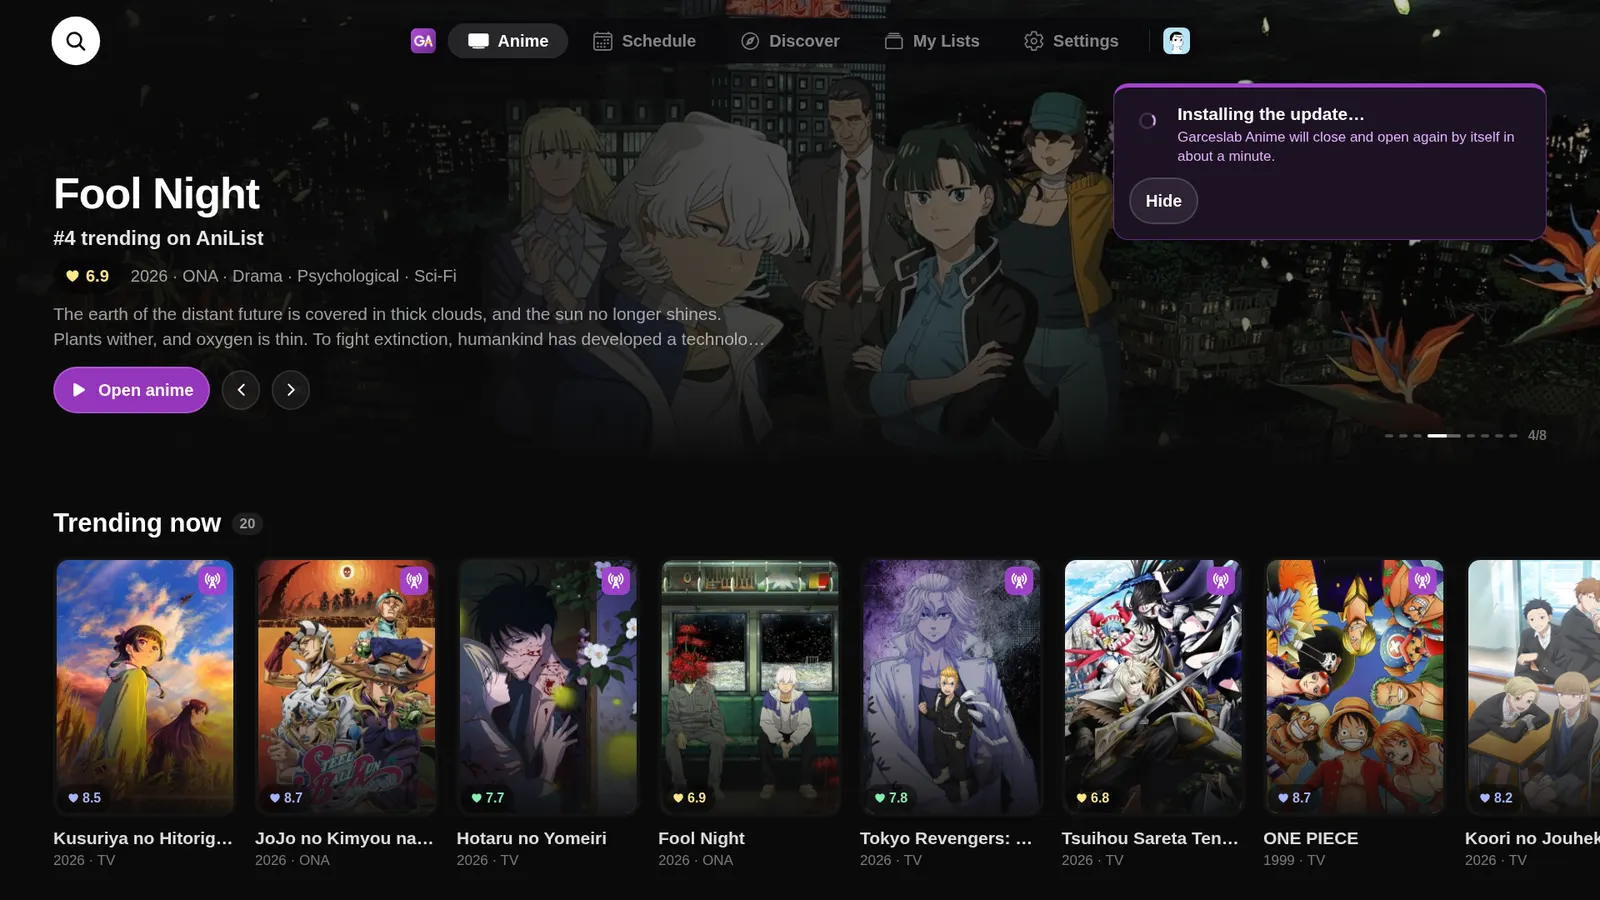 GA
Anime
Schedule
Discover
My Lists
Settings
Installing the update…
Garceslab Anime will close and open again by itself in
about a minute.
Hide
Fool Night
#4 trending on AniList
6.9
2026 · ONA · Drama · Psychological · Sci-Fi
The earth of the distant future is covered in thick clouds, and the sun no longer shines.
Plants wither, and oxygen is thin. To fight extinction, humankind has developed a technolo…
Open anime
4/8
Trending now
20
STEEL
BALL RUN
8.5
8.7
7.7
6.9
7.8
6.8
8.7
8.2
Kusuriya no Hitorig…
JoJo no Kimyou na…
Hotaru no Yomeiri
Fool Night
Tokyo Revengers: …
Tsuihou Sareta Ten…
ONE PIECE
Koori no Jouhek
2026 · TV
2026 · ONA
2026 · TV
2026 · ONA
2026 · TV
2026 · TV
1999 · TV
2026 · TV